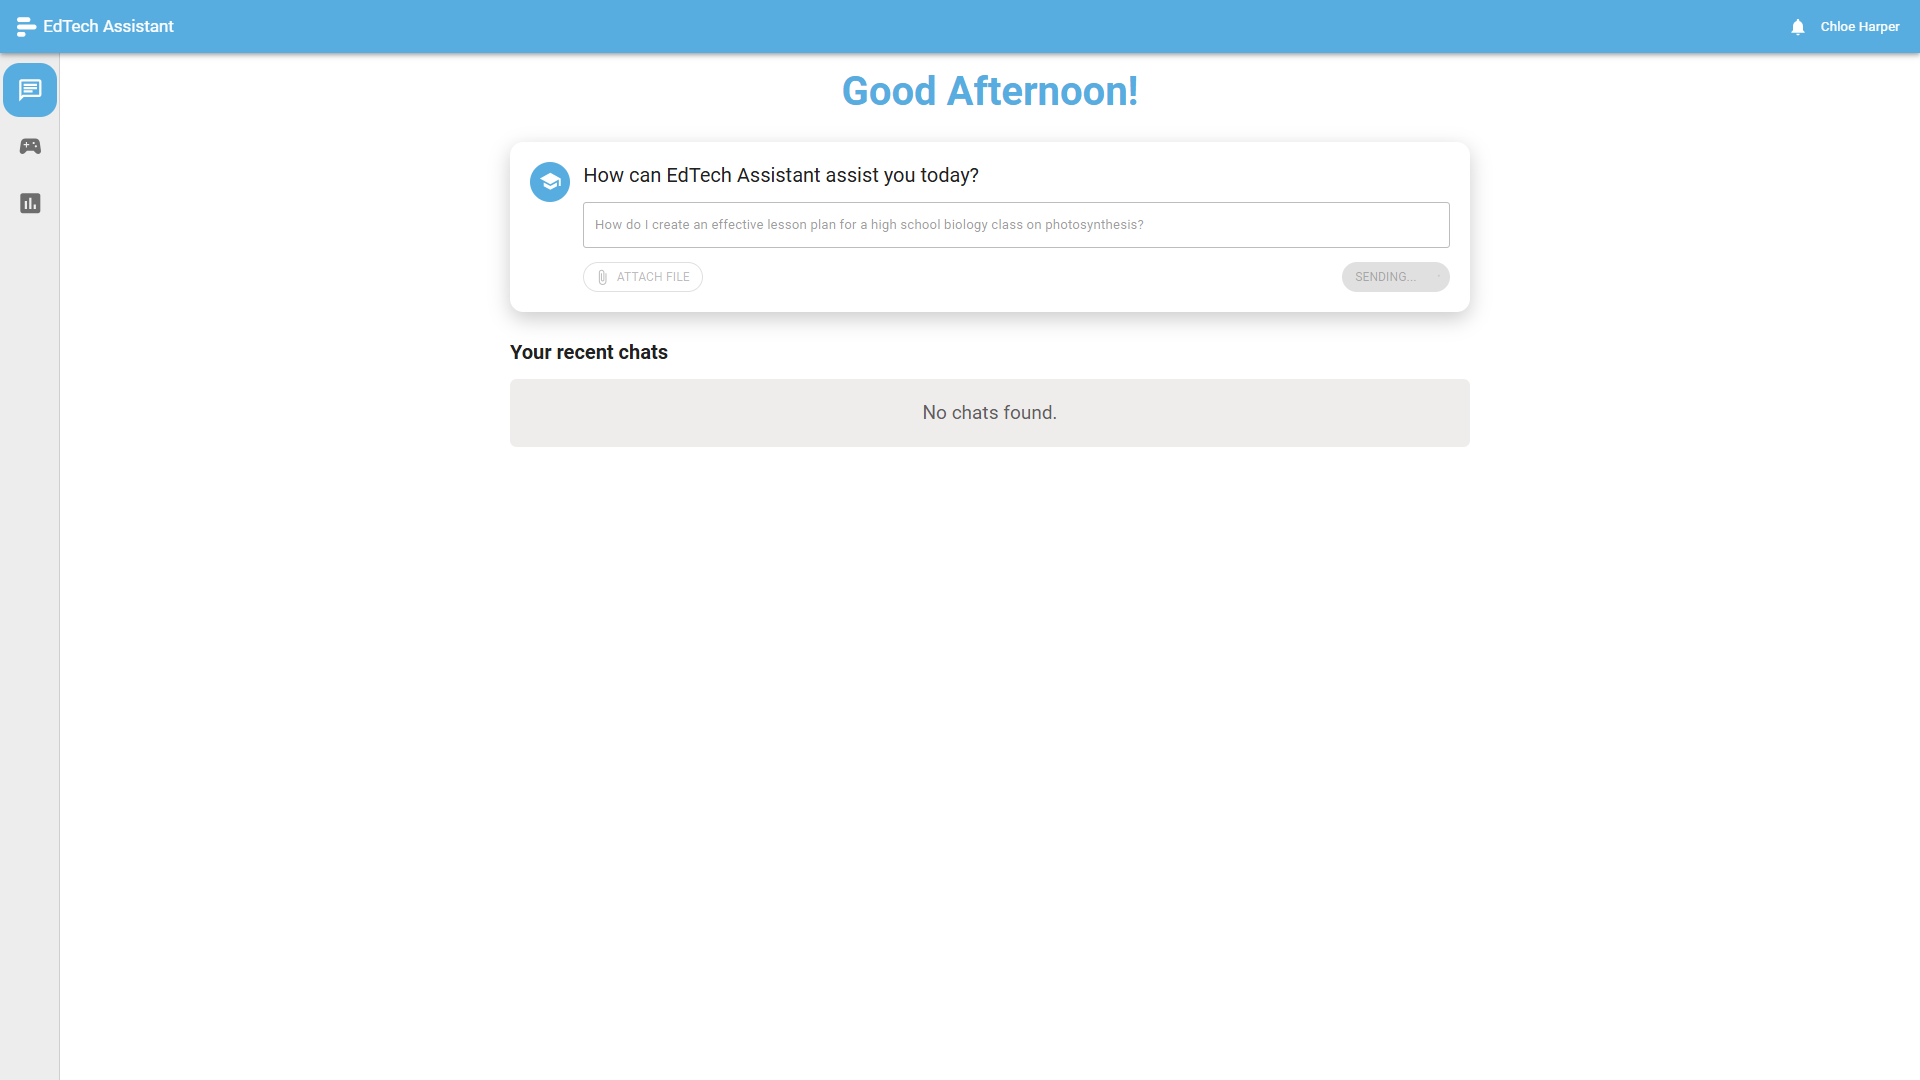 EdTech Assistant
Chloe Harper
Good Afternoon!
How can EdTech Assistant assist you today?
How do I create an effective lesson plan for a high school biology class on photosynthesis?
ATTACH FILE
SENDING...
Your recent chats
No chats found.